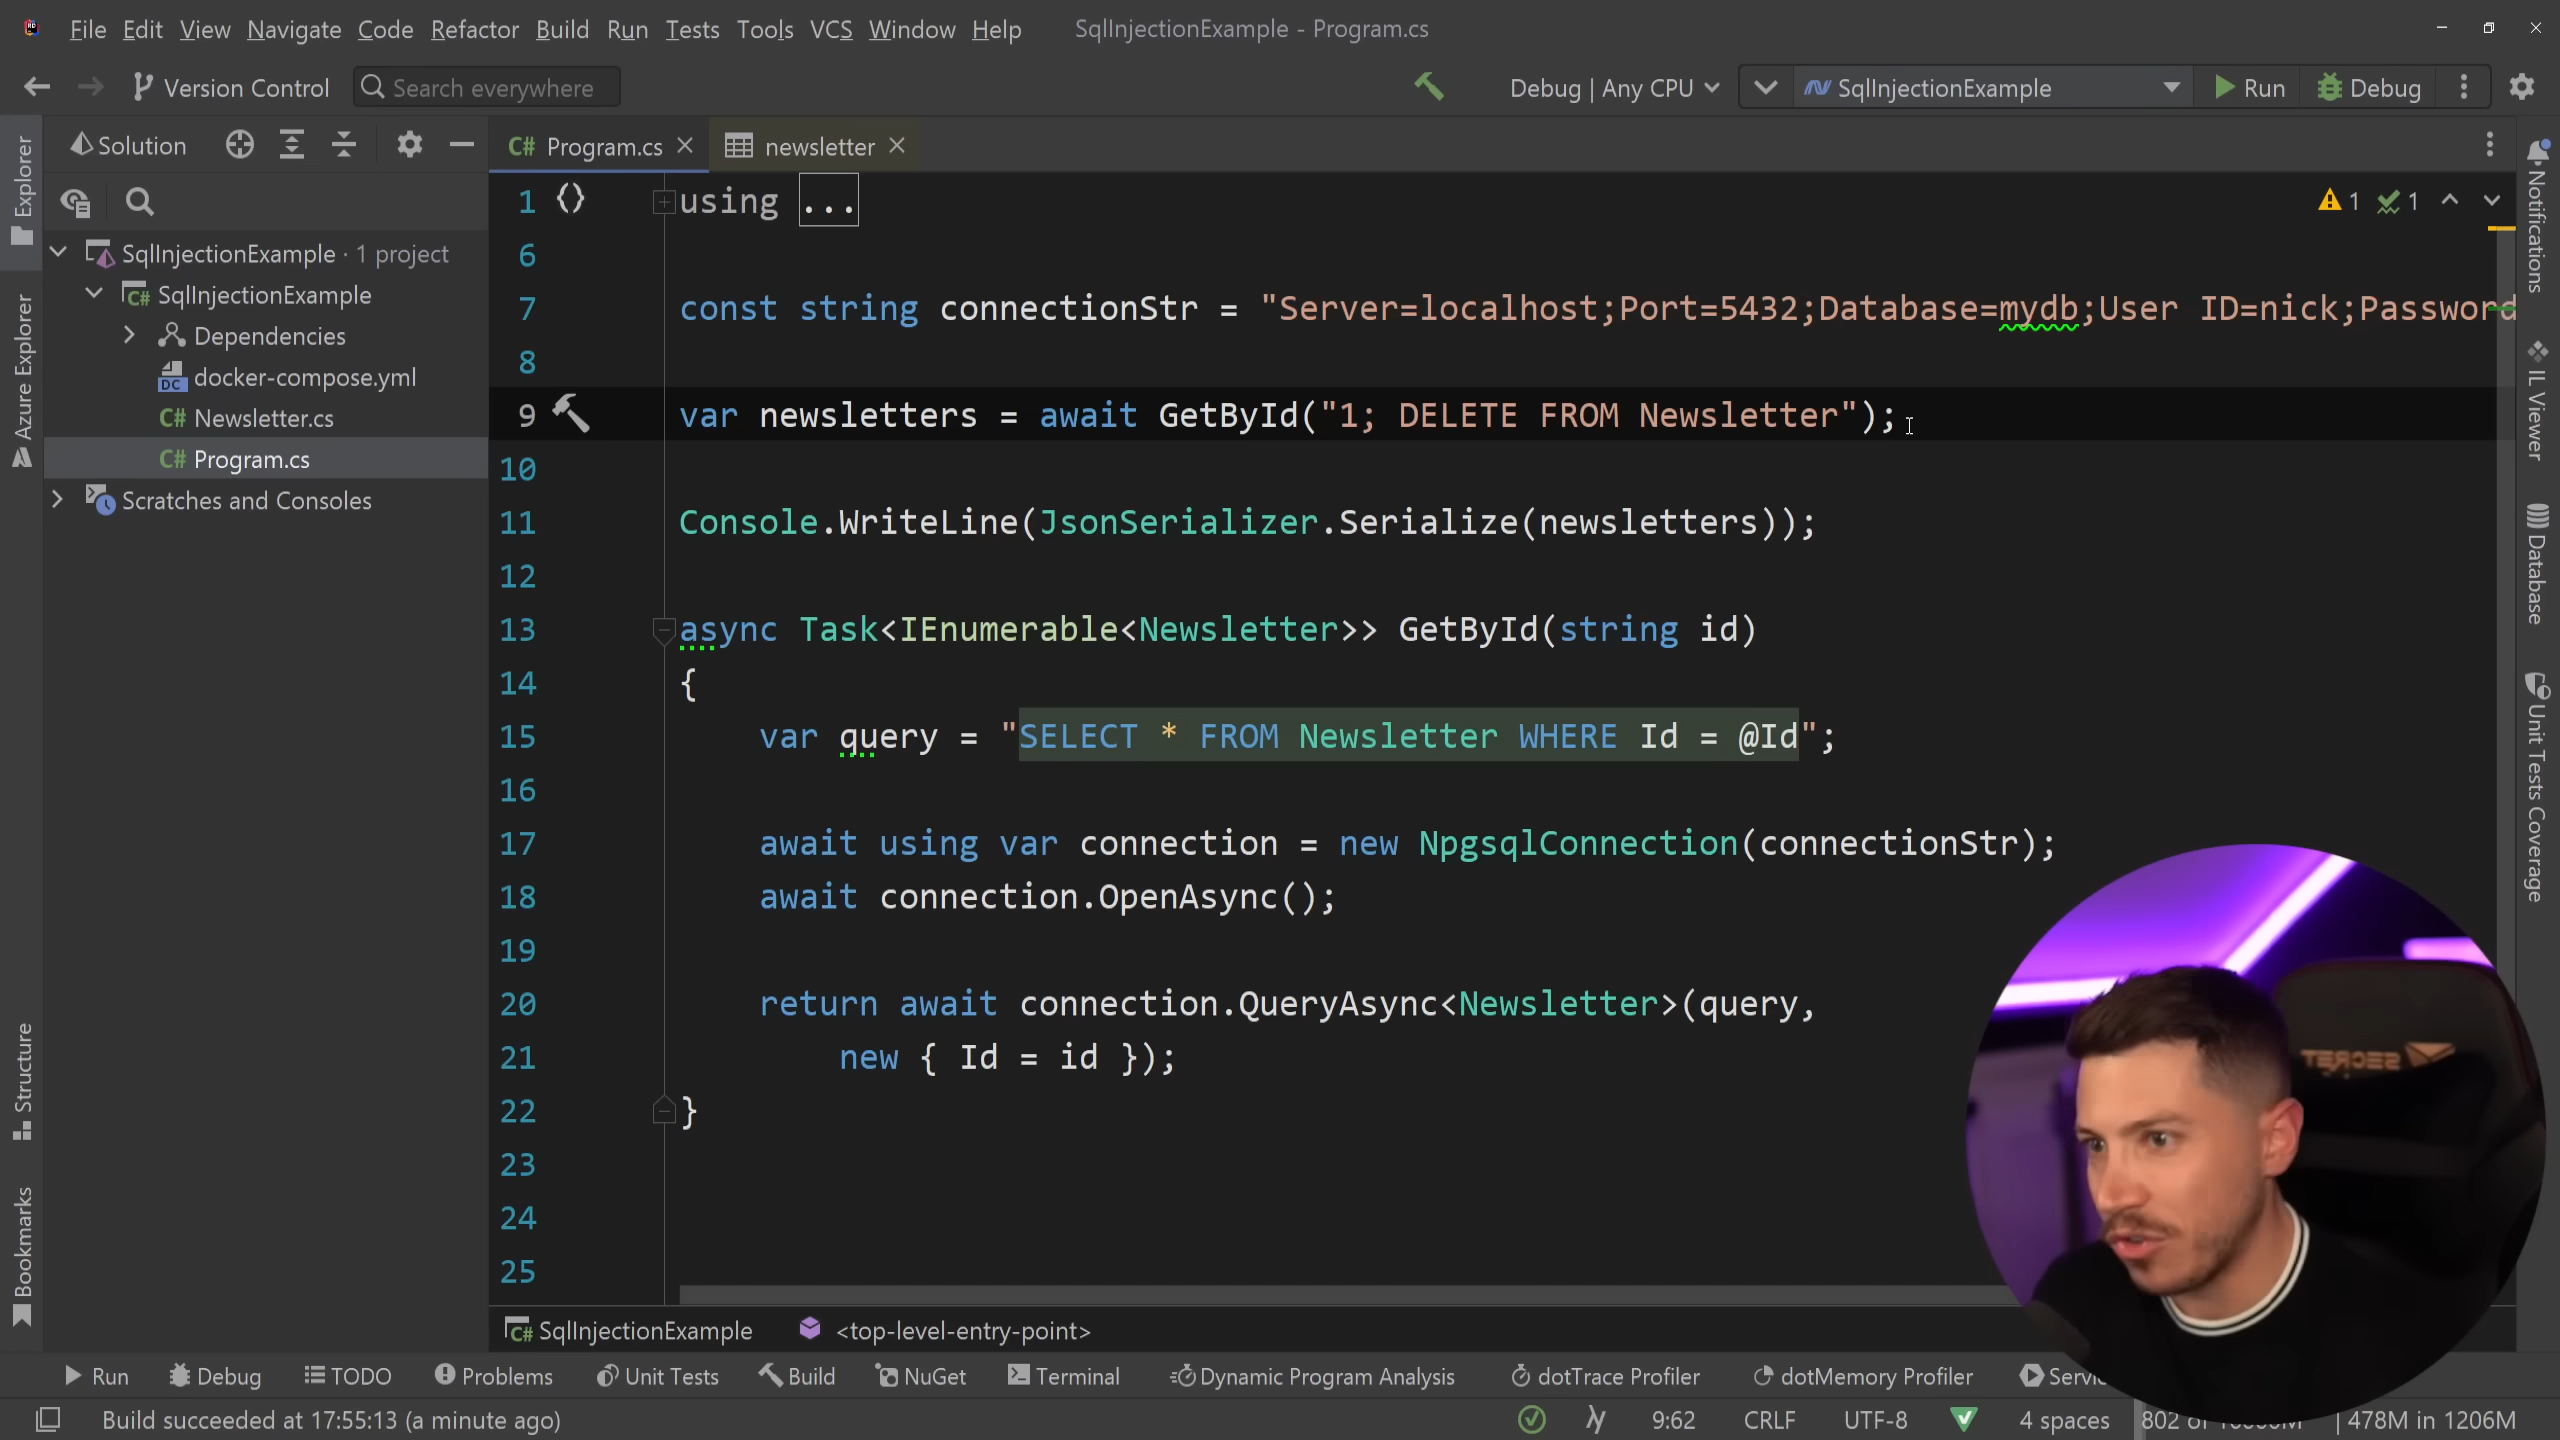 File Edit View Navigate Code Refactor Build Run Tests Tools VCS Window Help SqlInjectionExample - Program.cs
Version Control Search everywhere Debug | Any CPU SqlInjectionExample Run Debug
Solution
C# Program.cs newsletter
Explorer
Azure Explorer
Structure
Bookmarks
SqlInjectionExample · 1 project
C# SqlInjectionExample
Dependencies
DC docker-compose.yml
C# Newsletter.cs
C# Program.cs
Scratches and Consoles
1 using ... 1 1
6
7 const string connectionStr = "Server=localhost;Port=5432;Database=mydb;User ID=nick;Password
8
9 var newsletters = await GetById("1; DELETE FROM Newsletter");
10
11 Console.WriteLine(JsonSerializer.Serialize(newsletters));
12
13 async Task<IEnumerable<Newsletter>> GetById(string id)
14 {
15 var query = "SELECT * FROM Newsletter WHERE Id = @Id";
16
17 await using var connection = new NpgsqlConnection(connectionStr);
18 await connection.OpenAsync();
19
20 return await connection.QueryAsync<Newsletter>(query,
21 new { Id = id });
22 }
23
24
25
Notifications
IL Viewer
Database
Unit Tests Coverage
SECRET
C# SqlInjectionExample <top-level-entry-point>
Run Debug TODO Problems Unit Tests Build NuGet Terminal Dynamic Program Analysis dotTrace Profiler dotMemory Profiler
Build succeeded at 17:55:13 (a minute ago) 9:62 CRLF UTF-8 4 spaces 478M in 1206M